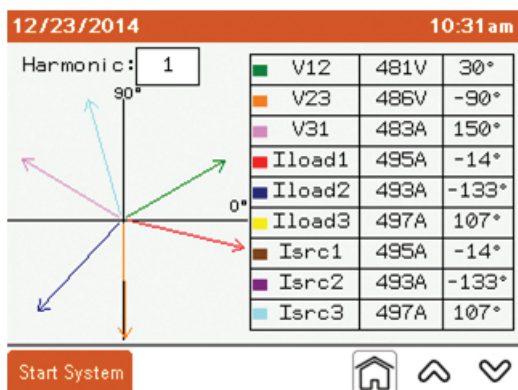 12/23/2014 10:31am
Harmonic: 1
90°
0°
V12 481V 30°
V23 486V -90°
V31 483A 150°
Iload1 495A -14°
Iload2 493A -133°
Iload3 497A 107°
Isrc1 495A -14°
Isrc2 493A -133°
Isrc3 497A 107°
Start System